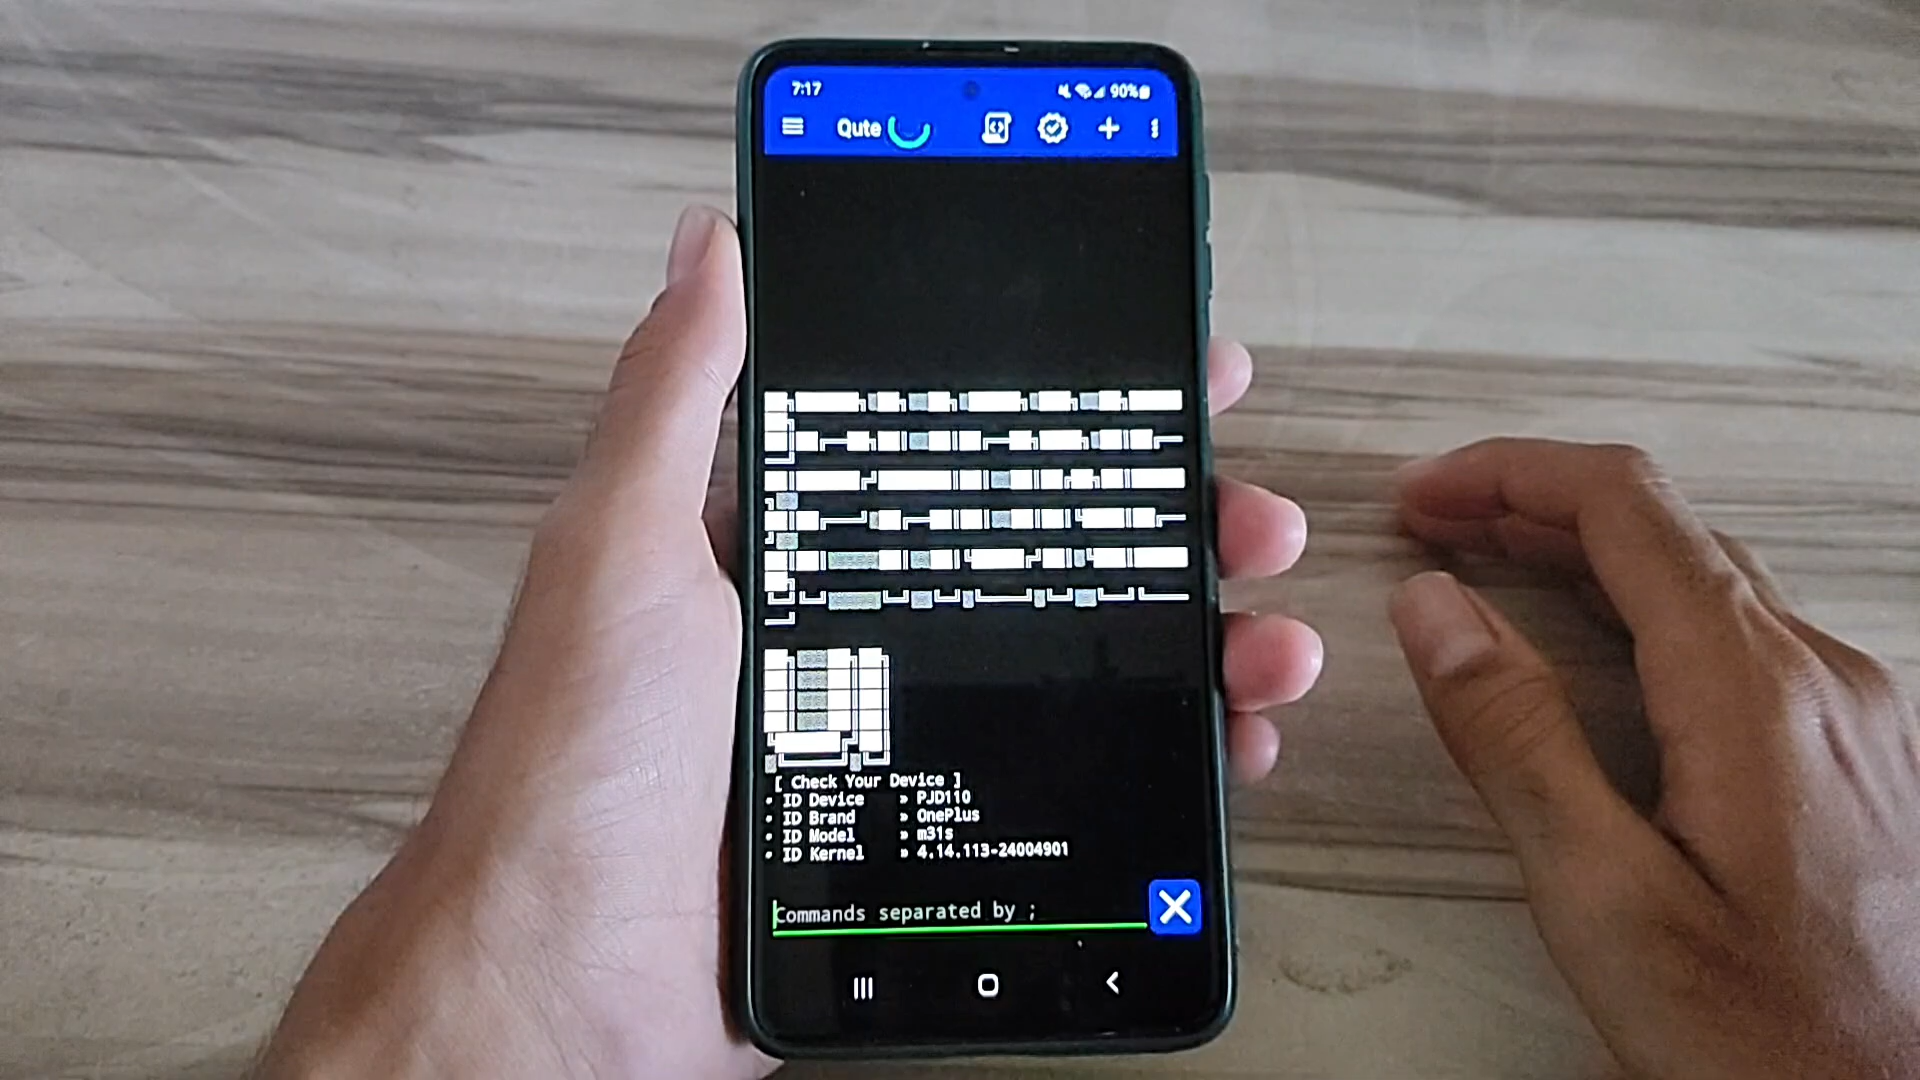 7:17 90%
Qute
[ Check Your Device ]
• ID Device » PJD110
• ID Brand » OnePlus
• ID Model » m31s
• ID Kernel » 4.14.113-24004901
Commands separated by ;